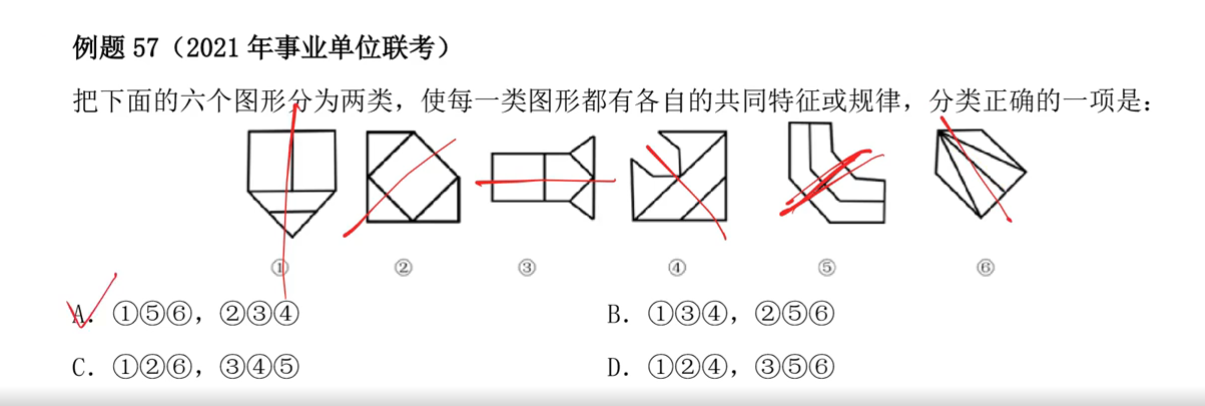 例题 57（2021 年事业单位联考）
把下面的六个图形分为两类，使每一类图形都有各自的共同特征或规律，分类正确的一项是：
① ② ③ ④ ⑤ ⑥
A. ①⑤⑥，②③④ B. ①③④，②⑤⑥
C. ①②⑥，③④⑤ D. ①②④，③⑤⑥